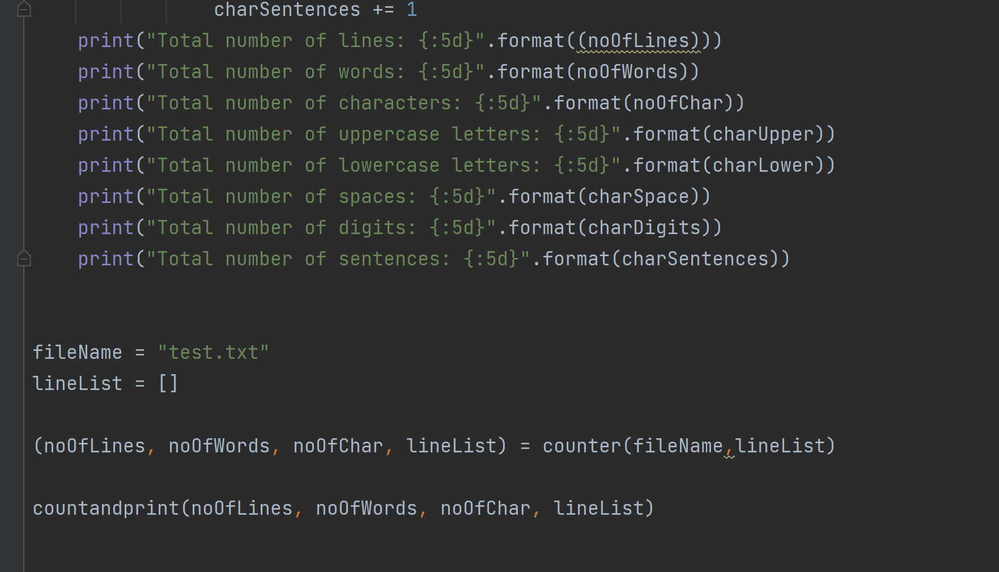 charSentences += 1
print("Total number of lines: {:5d}".format((noOfLines)))
print("Total number of words: {:5d}".format(noOfWords))
print("Total number of characters: {:5d}".format(noOfChar))
print("Total number of uppercase letters: {:5d}".format(charUpper))
print("Total number of lowercase letters: {:5d}".format(charLower))
print("Total number of spaces: {:5d}".format(charSpace))
print("Total number of digits: {:5d}".format(charDigits))
print("Total number of sentences: {:5d}".format(charSentences))
fileName = "test.txt"
lineList = []
(noOfLines, noOfWords, noOfChar, lineList) = counter(fileName,lineList)
countandprint(noOfLines, noOfWords, noOfChar, lineList)